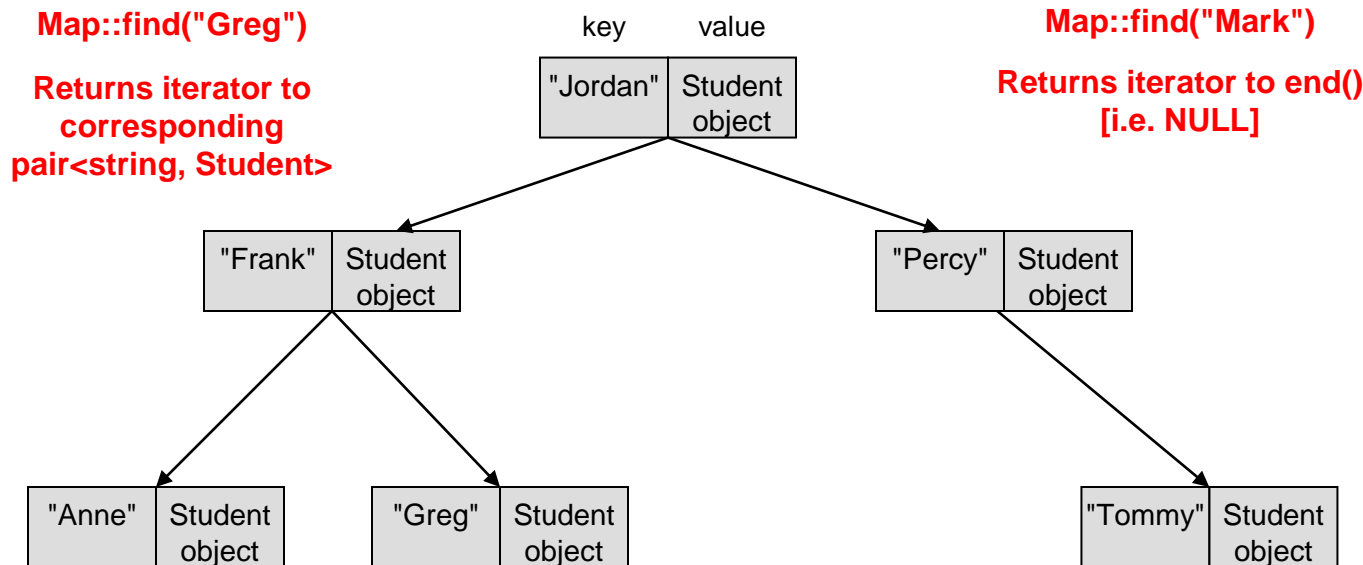 Map::find("Greg")
Returns iterator to
corresponding
pair<string, Student>
key value
Map::find("Mark")
Returns iterator to end()
[i.e. NULL]
"Jordan" Student
object
"Frank" Student
object
"Percy" Student
object
"Anne" Student
object
"Greg" Student
object
"Tommy" Student
object